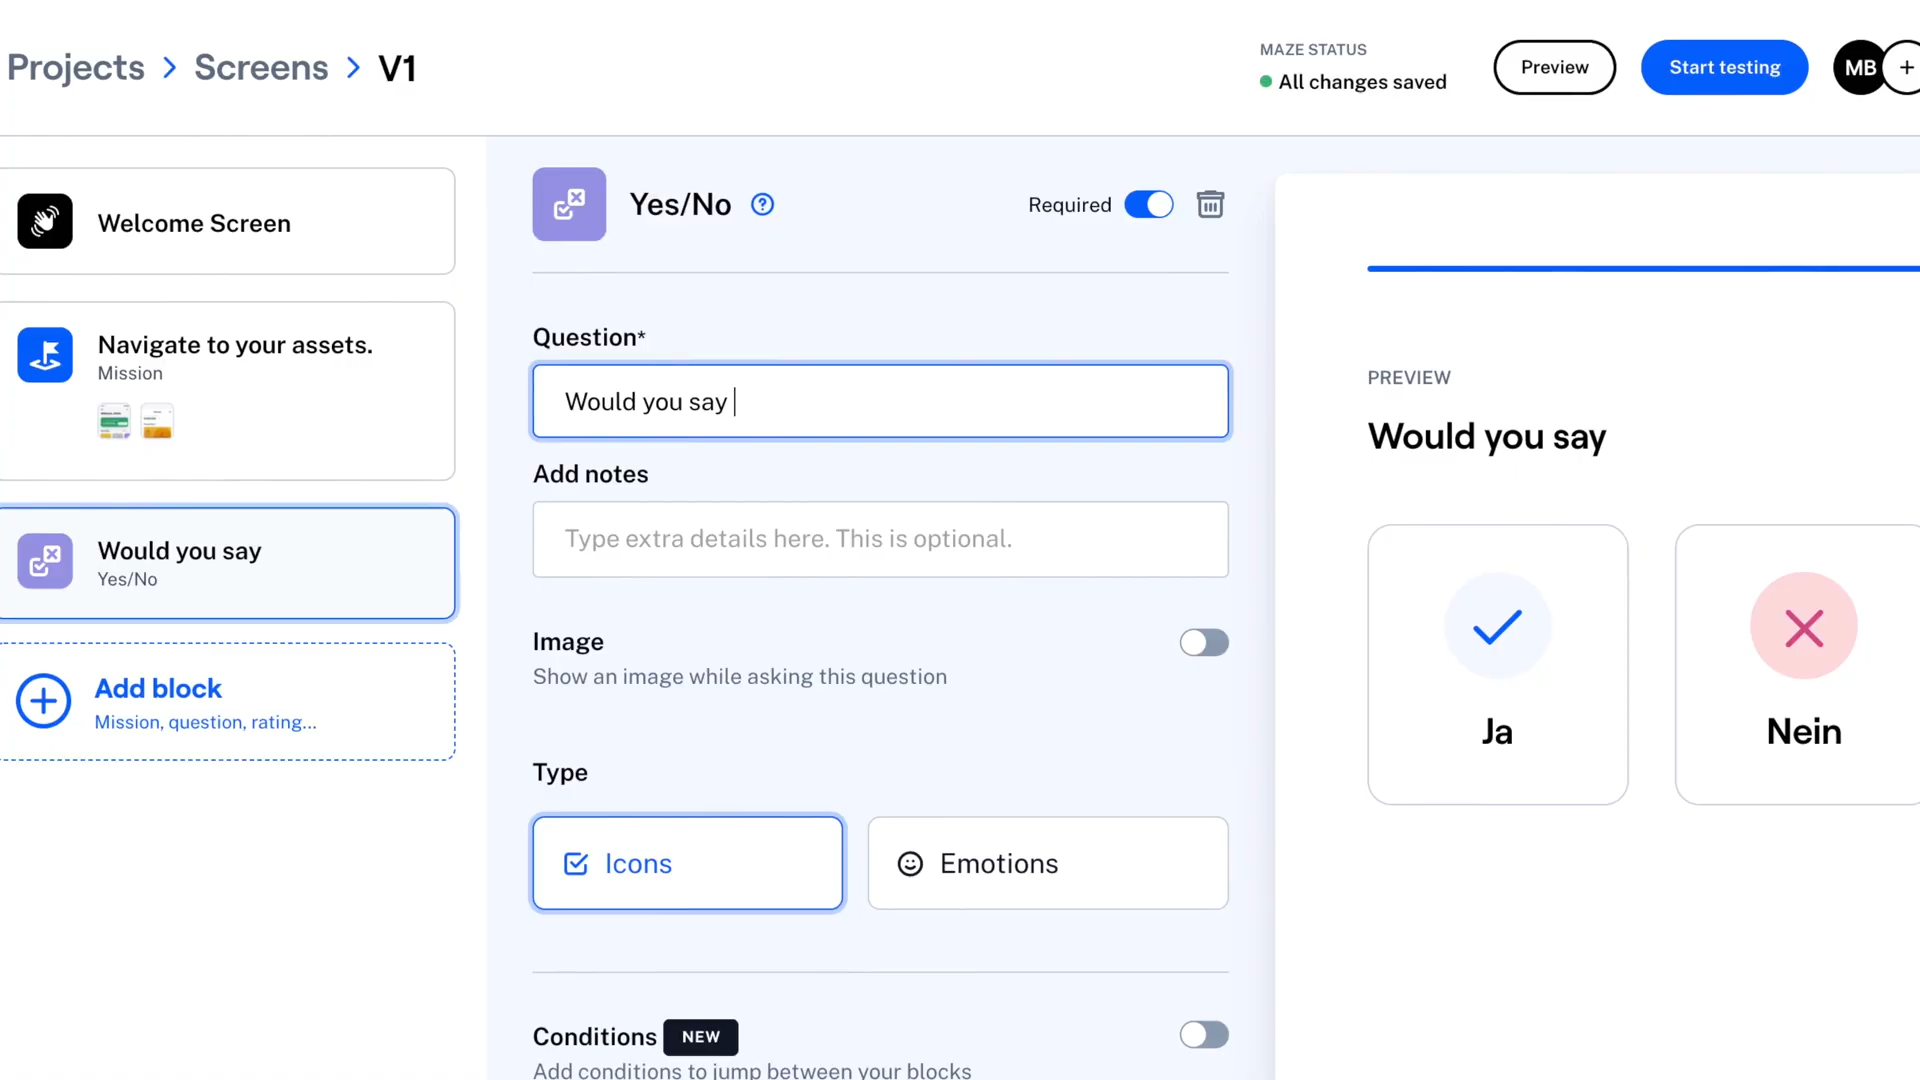 Projects > Screens > V1
MAZE STATUS
All changes saved
Preview
Start testing
MB
+
Welcome Screen
Navigate to your assets.
Mission
Would you say
Yes/No
Add block
Mission, question, rating...
Yes/No
?
Required
Question*
Would you say
Add notes
Type extra details here. This is optional.
Image
Show an image while asking this question
Type
Icons
Emotions
Conditions NEW
Add conditions to jump between your blocks
PREVIEW
Would you say
Ja
Nein